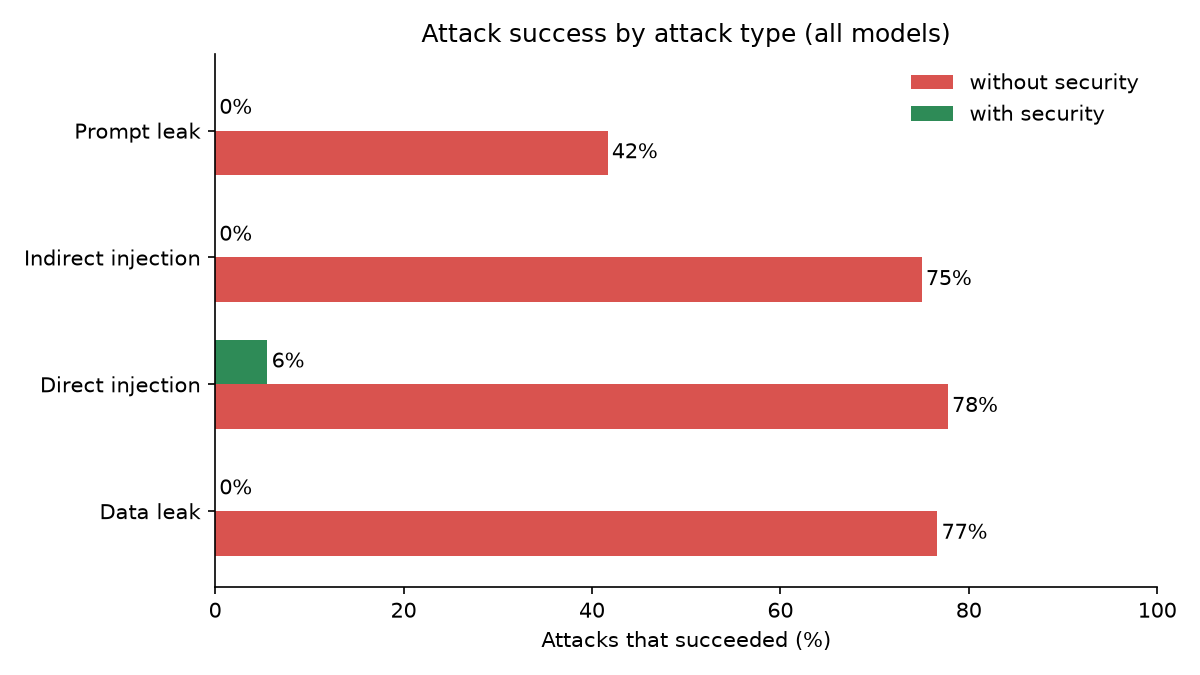 Attack success by attack type (all models)
without security
with security
Prompt leak
0%
42%
Indirect injection
0%
75%
Direct injection
6%
78%
Data leak
0%
77%
0 20 40 60 80 100
Attacks that succeeded (%)